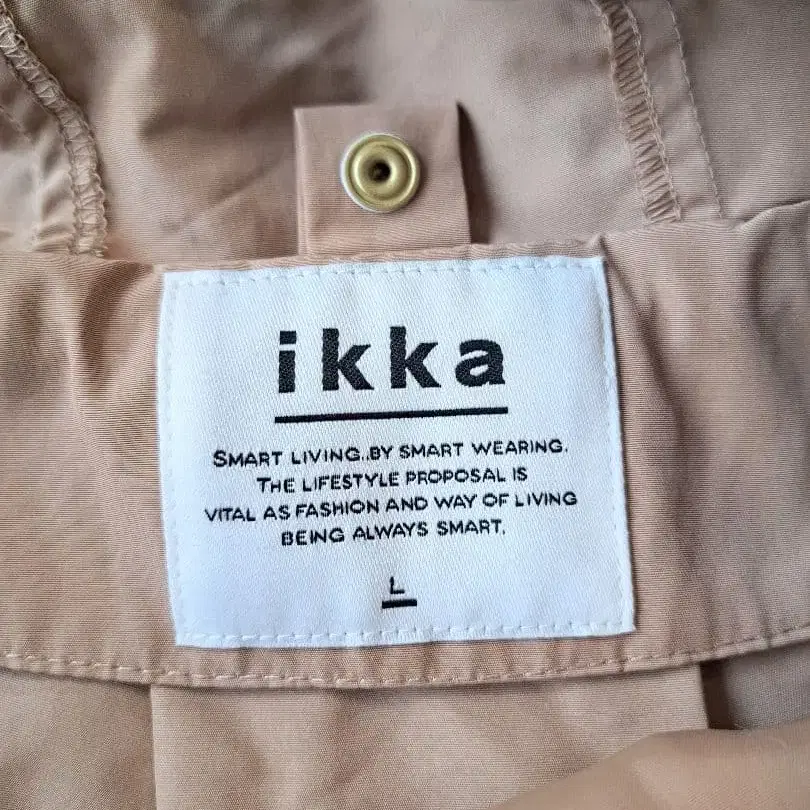 ikka
SMART LIVING..BY SMART WEARING.
THE LIFESTYLE PROPOSAL IS
VITAL AS FASHION AND WAY OF LIVING
BEING ALWAYS SMART.
L